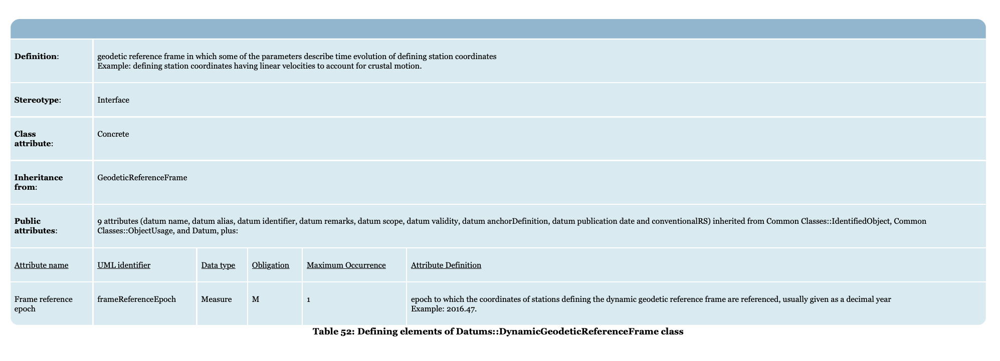 Definition:
geodetic reference frame in which some of the parameters describe time evolution of defining station coordinates
Example: defining station coordinates having linear velocities to account for crustal motion.
Stereotype:
Interface
Class
attribute:
Concrete
Inheritance
from:
GeodeticReferenceFrame
Public
attributes:
9 attributes (datum name, datum alias, datum identifier, datum remarks, datum scope, datum validity, datum anchorDefinition, datum publication date and conventionalRS) inherited from Common Classes::IdentifiedObject, Common
Classes::ObjectUsage, and Datum, plus:
Attribute name
UML identifier
Data type
Obligation
Maximum Occurrence
Attribute Definition
Frame reference
epoch
frameReferenceEpoch
Measure
M
1
epoch to which the coordinates of stations defining the dynamic geodetic reference frame are referenced, usually given as a decimal year
Example: 2016.47.
Table 52: Defining elements of Datums::DynamicGeodeticReferenceFrame class